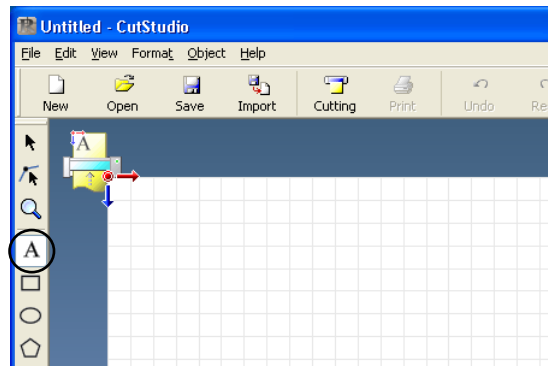 Untitled - CutStudio
File Edit View Format Object Help
New Open Save Import Cutting Print Undo
A
A